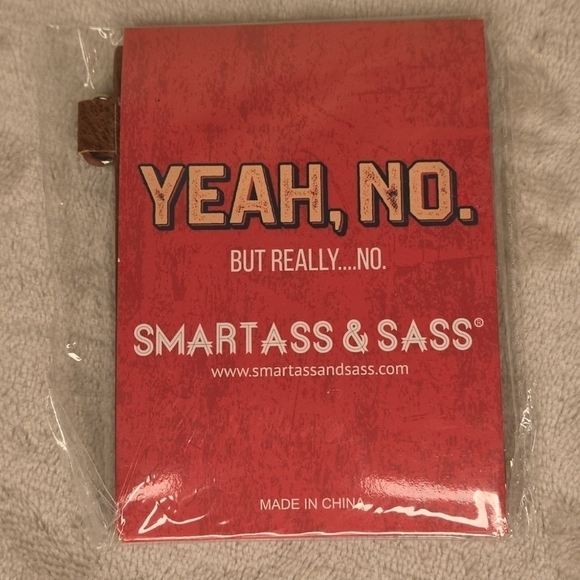 YEAH, NO.
BUT REALLY....NO.
SMARTASS & SASS®
www.smartassandsass.com
MADE IN CHINA